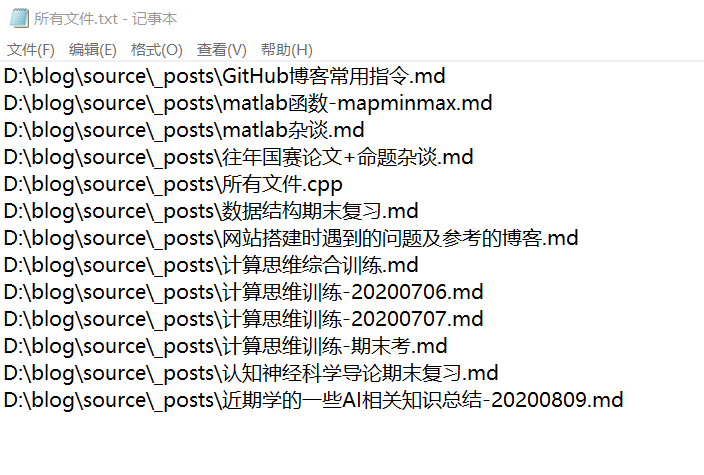 所有文件.txt - 记事本
文件(F) 编辑(E) 格式(O) 查看(V) 帮助(H)
D:\blog\source\_posts\GitHub博客常用指令.md
D:\blog\source\_posts\matlab函数-mapminmax.md
D:\blog\source\_posts\matlab杂谈.md
D:\blog\source\_posts\往年国赛论文+命题杂谈.md
D:\blog\source\_posts\所有文件.cpp
D:\blog\source\_posts\数据结构期末复习.md
D:\blog\source\_posts\网站搭建时遇到的问题及参考的博客.md
D:\blog\source\_posts\计算思维综合训练.md
D:\blog\source\_posts\计算思维训练-20200706.md
D:\blog\source\_posts\计算思维训练-20200707.md
D:\blog\source\_posts\计算思维训练-期末考.md
D:\blog\source\_posts\认知神经科学导论期末复习.md
D:\blog\source\_posts\近期学的一些AI相关知识总结-20200809.md